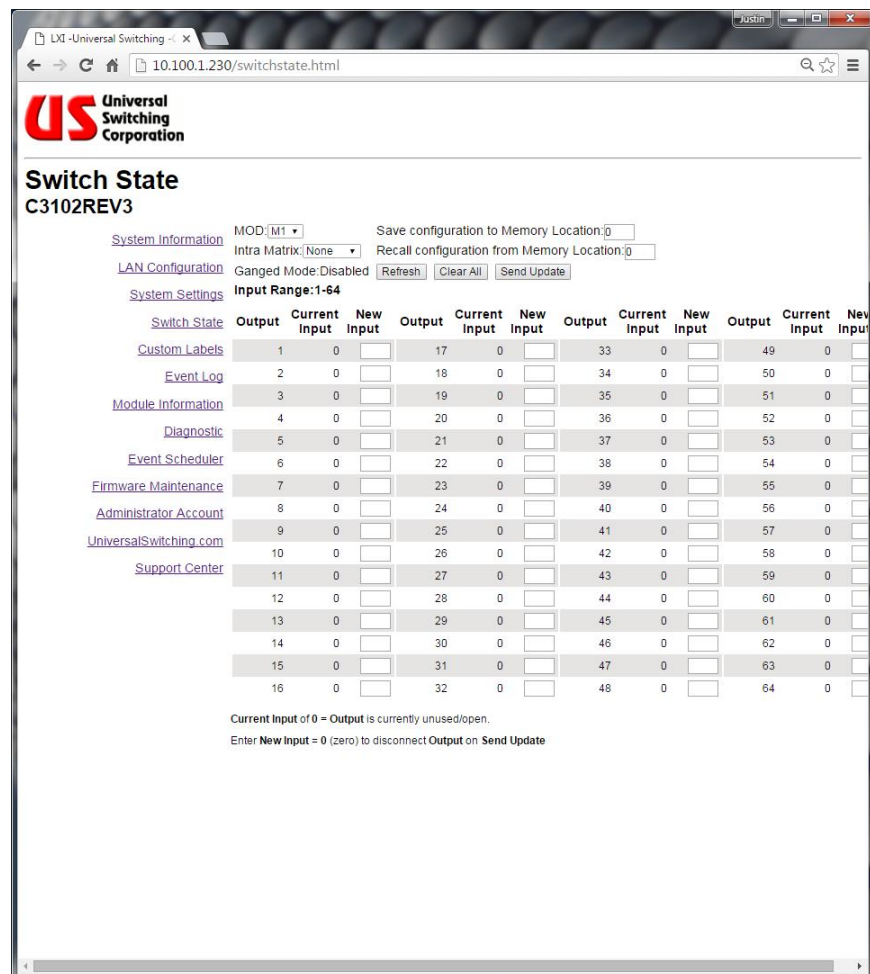 Justin
LXI -Universal Switching -
10.100.1.230/switchstate.html
US Universal
Switching
Corporation
Switch State
C3102REV3
System Information
LAN Configuration
System Settings
Switch State
Custom Labels
Event Log
Module Information
Diagnostic
Event Scheduler
Firmware Maintenance
Administrator Account
UniversalSwitching.com
Support Center
MOD: M1 Save configuration to Memory Location: 0
Intra Matrix: None Recall configuration from Memory Location: 0
Ganged Mode:Disabled Refresh Clear All Send Update
Input Range:1-64
Output Current Input New Input Output Current Input New Input Output Current Input New Input Output Current Input New Input
1 0 17 0 33 0 49 0
2 0 18 0 34 0 50 0
3 0 19 0 35 0 51 0
4 0 20 0 36 0 52 0
5 0 21 0 37 0 53 0
6 0 22 0 38 0 54 0
7 0 23 0 39 0 55 0
8 0 24 0 40 0 56 0
9 0 25 0 41 0 57 0
10 0 26 0 42 0 58 0
11 0 27 0 43 0 59 0
12 0 28 0 44 0 60 0
13 0 29 0 45 0 61 0
14 0 30 0 46 0 62 0
15 0 31 0 47 0 63 0
16 0 32 0 48 0 64 0
Current Input of 0 = Output is currently unused/open.
Enter New Input = 0 (zero) to disconnect Output on Send Update